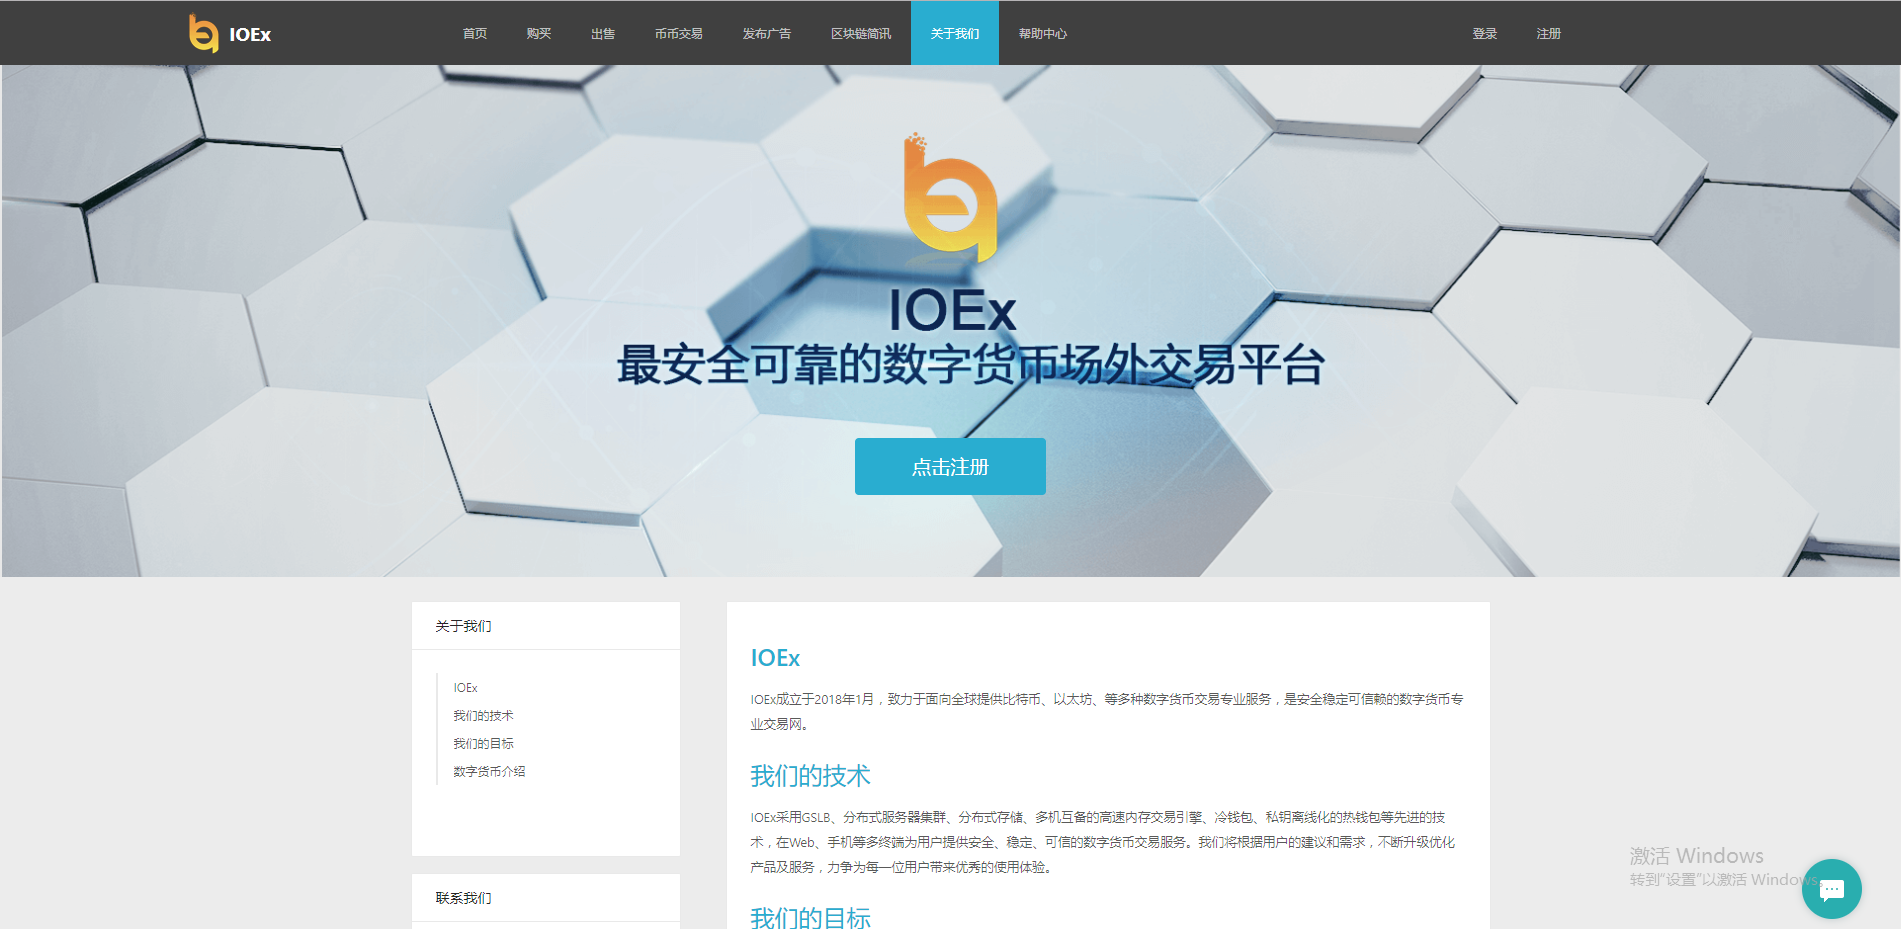 IOEx 首页 购买 出售 币币交易 发布广告 区块链简讯 关于我们 帮助中心 登录 注册
IOEx
最安全可靠的数字货币场外交易平台
点击注册
关于我们
IOEx
我们的技术
我们的目标
数字货币介绍
联系我们
IOEx
IOEx成立于2018年1月，致力于面向全球提供比特币、以太坊、等多种数字货币交易专业服务，是安全稳定可信赖的数字货币专
业交易网。
我们的技术
IOEx采用GSLB、分布式服务器集群、分布式存储、多机互备的高速内存交易引擎、冷钱包、私钥离线化的热钱包等先进的技
术，在Web、手机等多终端为用户提供安全、稳定、可信的数字货币交易服务。我们将根据用户的建议和需求，不断升级优化
产品及服务，力争为每一位用户带来优秀的使用体验。
我们的目标
激活 Windows
转到“设置”以激活 Windows。